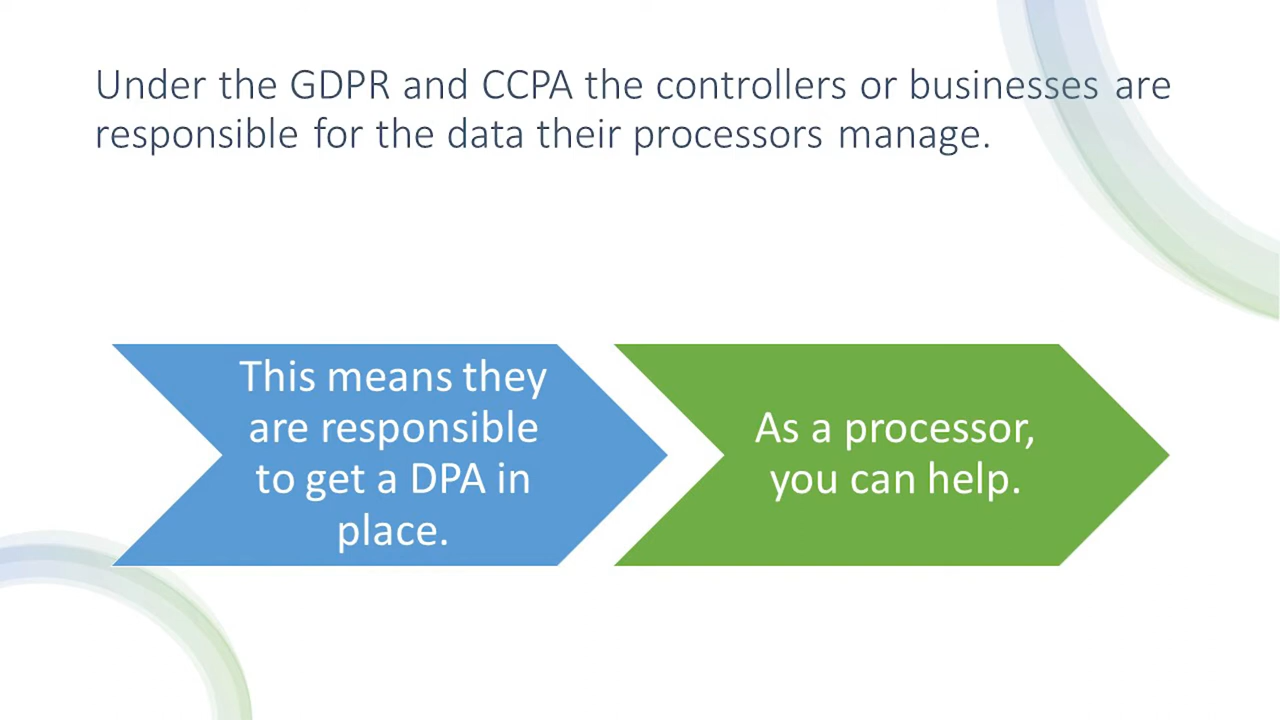 Under the GDPR and CCPA the controllers or businesses are
responsible for the data their processors manage.
This means they
are responsible
to get a DPA in
place.
As a processor,
you can help.